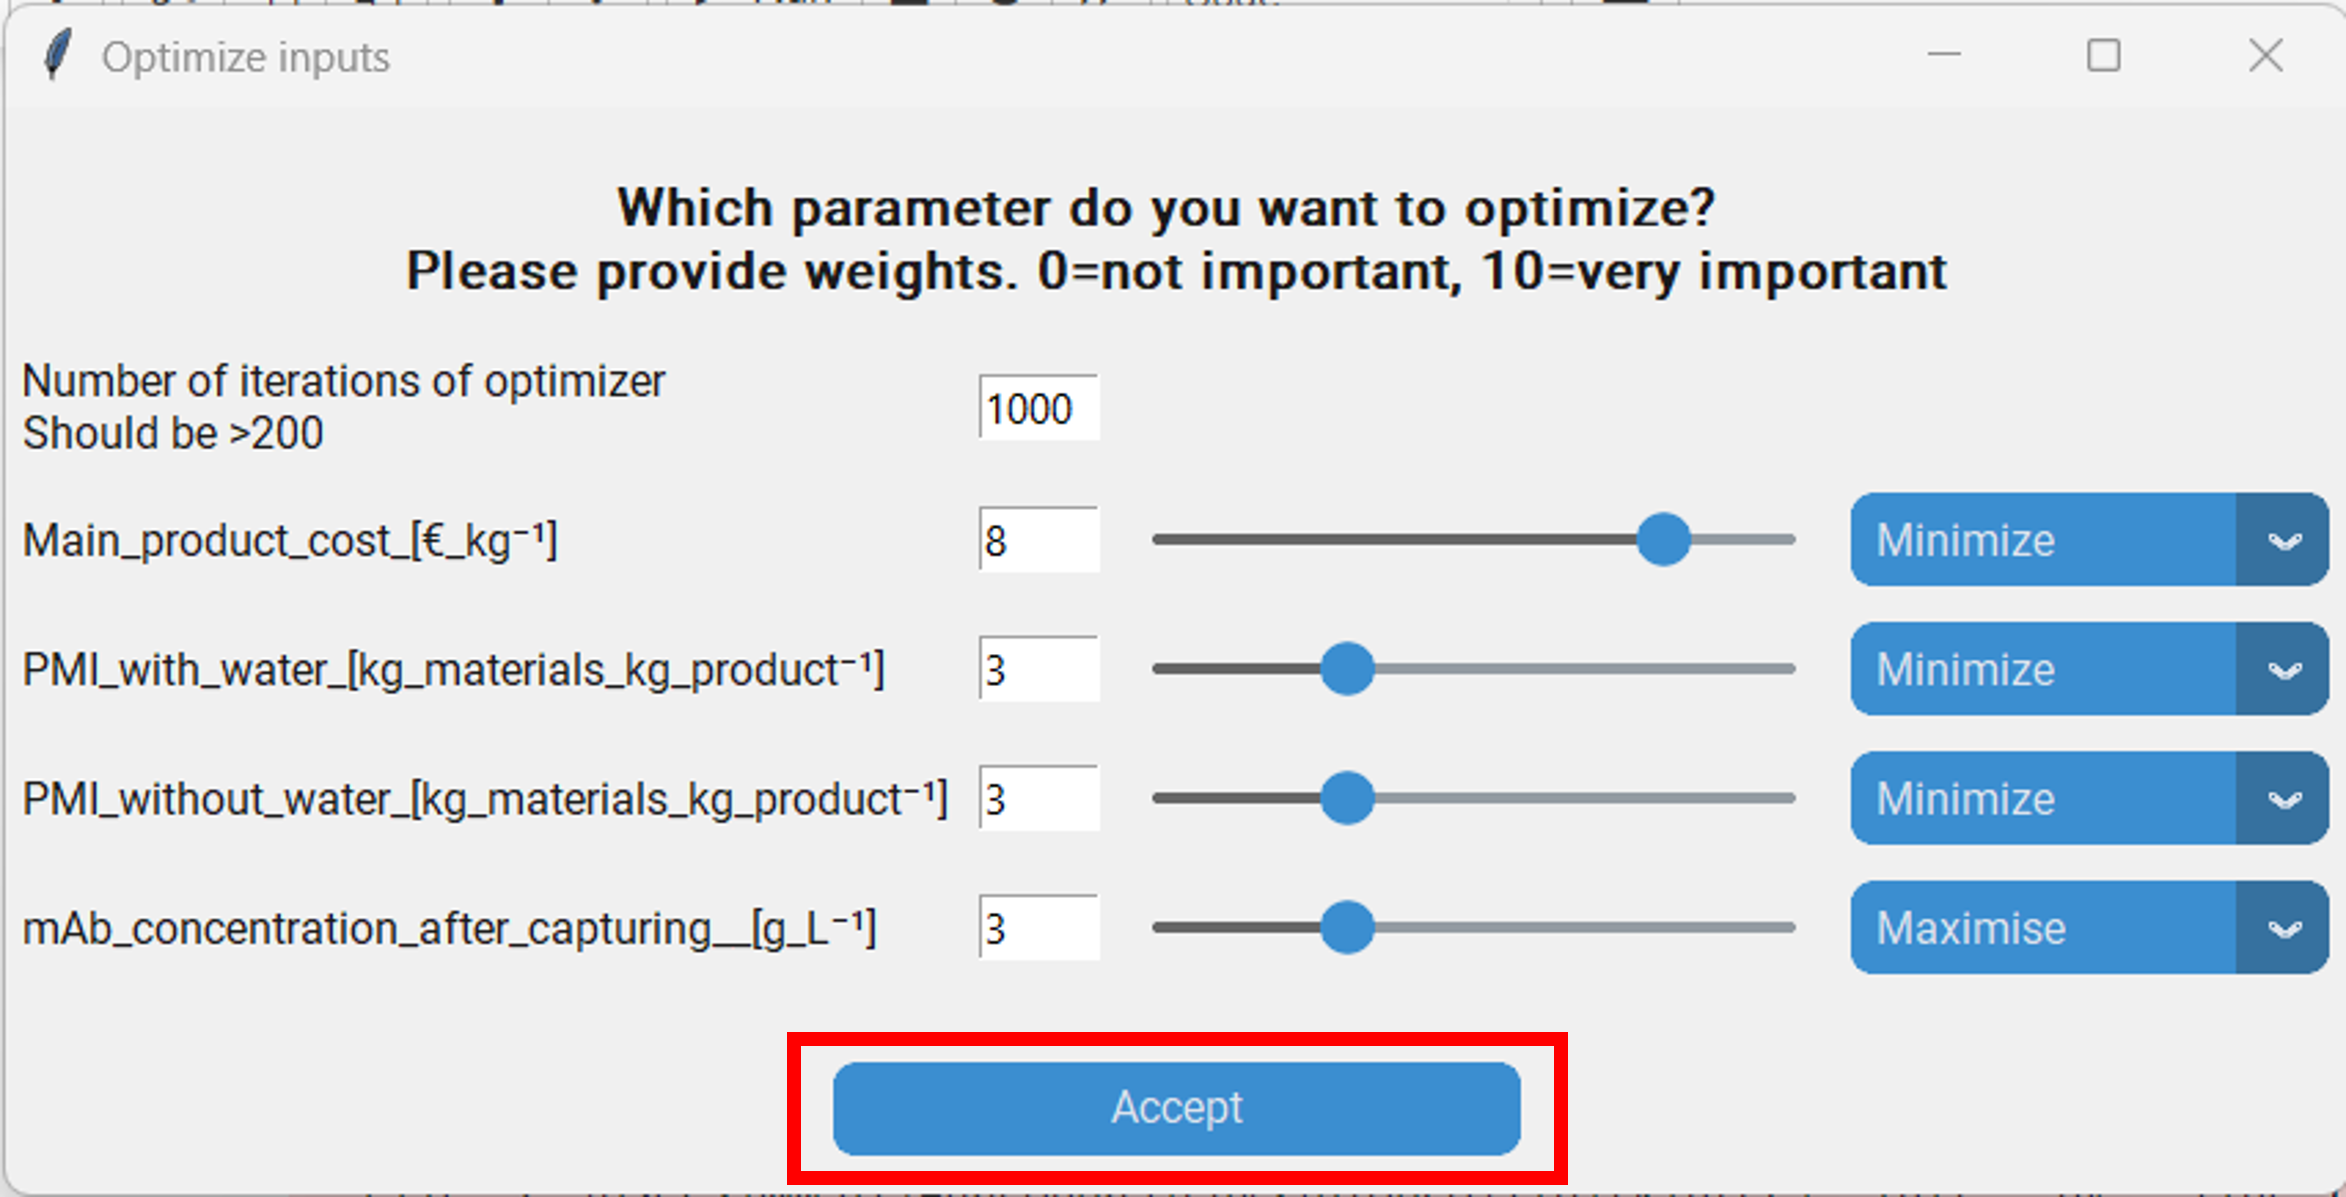 Optimize inputs
Which parameter do you want to optimize?
Please provide weights. 0=not important, 10=very important
Number of iterations of optimizer
Should be >200
1000
Main_product_cost_[€_kg⁻¹]
8
Minimize
PMI_with_water_[kg_materials_kg_product⁻¹]
3
Minimize
PMI_without_water_[kg_materials_kg_product⁻¹]
3
Minimize
mAb_concentration_after_capturing__[g_L⁻¹]
3
Maximise
Accept